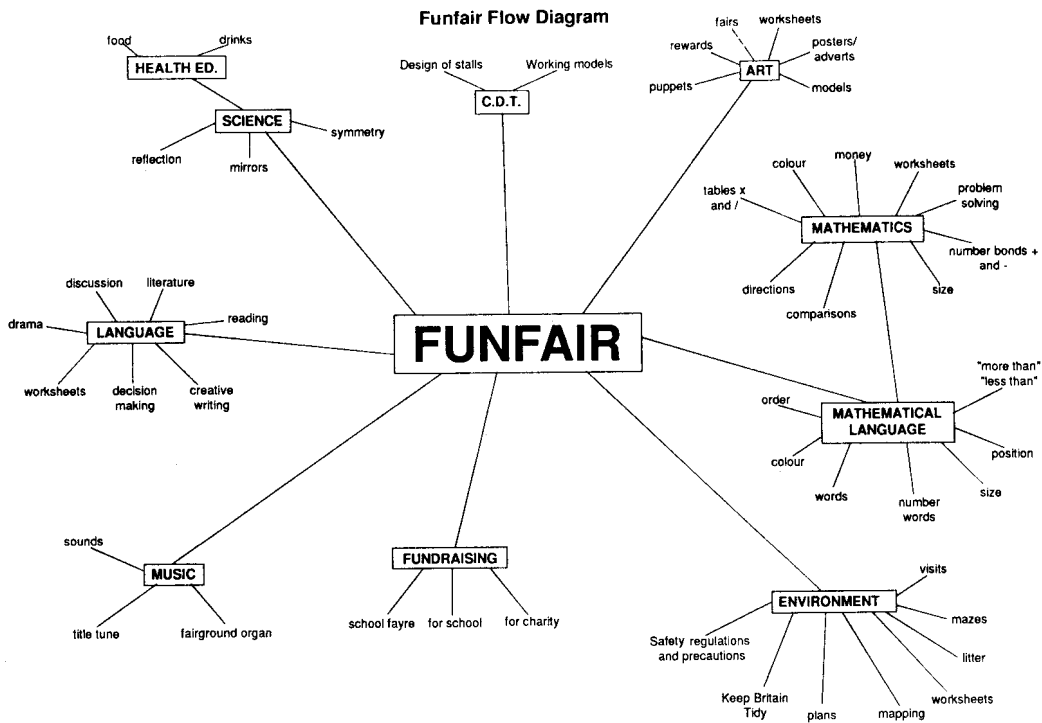 Funfair Flow Diagram
food
drinks
HEALTH ED.
SCIENCE
reflection
mirrors
symmetry
Design of stalls
Working models
C.D.T.
fairs
worksheets
rewards
posters/
adverts
ART
puppets
models
colour
money
worksheets
tables x
and /
problem
solving
MATHEMATICS
number bonds +
and -
directions
comparisons
size
discussion
literature
drama
reading
LANGUAGE
worksheets
decision
making
creative
writing
FUNFAIR
"more than"
"less than"
order
MATHEMATICAL
LANGUAGE
colour
position
words
number
words
size
sounds
MUSIC
title tune
fairground organ
FUNDRAISING
school fayre
for school
for charity
visits
ENVIRONMENT
mazes
Safety regulations
and precautions
litter
Keep Britain
Tidy
plans
mapping
worksheets